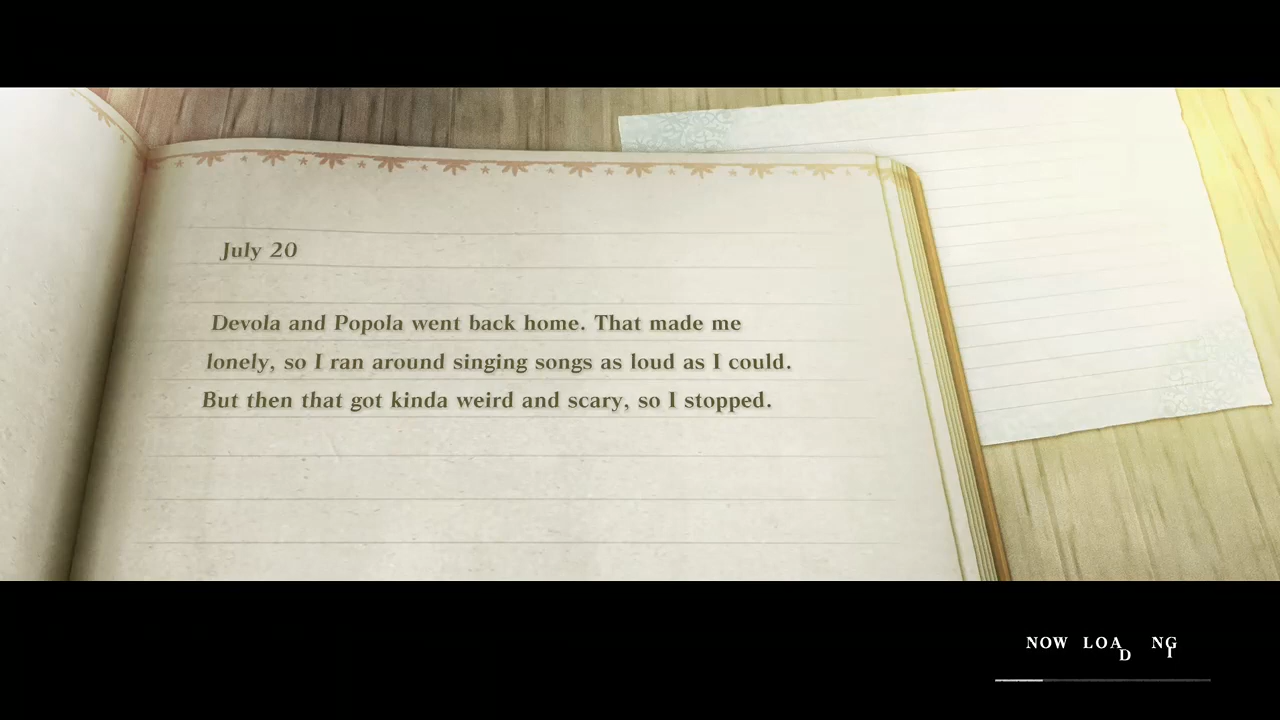 July 20
Devola and Popola went back home. That made me
lonely, so I ran around singing songs as loud as I could.
But then that got kinda weird and scary, so I stopped.
NOW LOADING